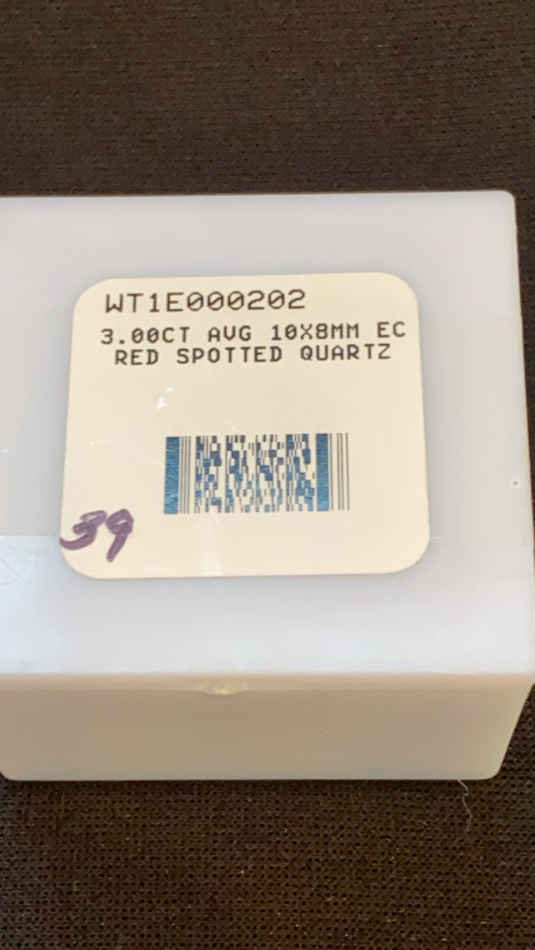 WT1E000202
3.00CT AVG 10X8MM EC
RED SPOTTED QUARTZ
39